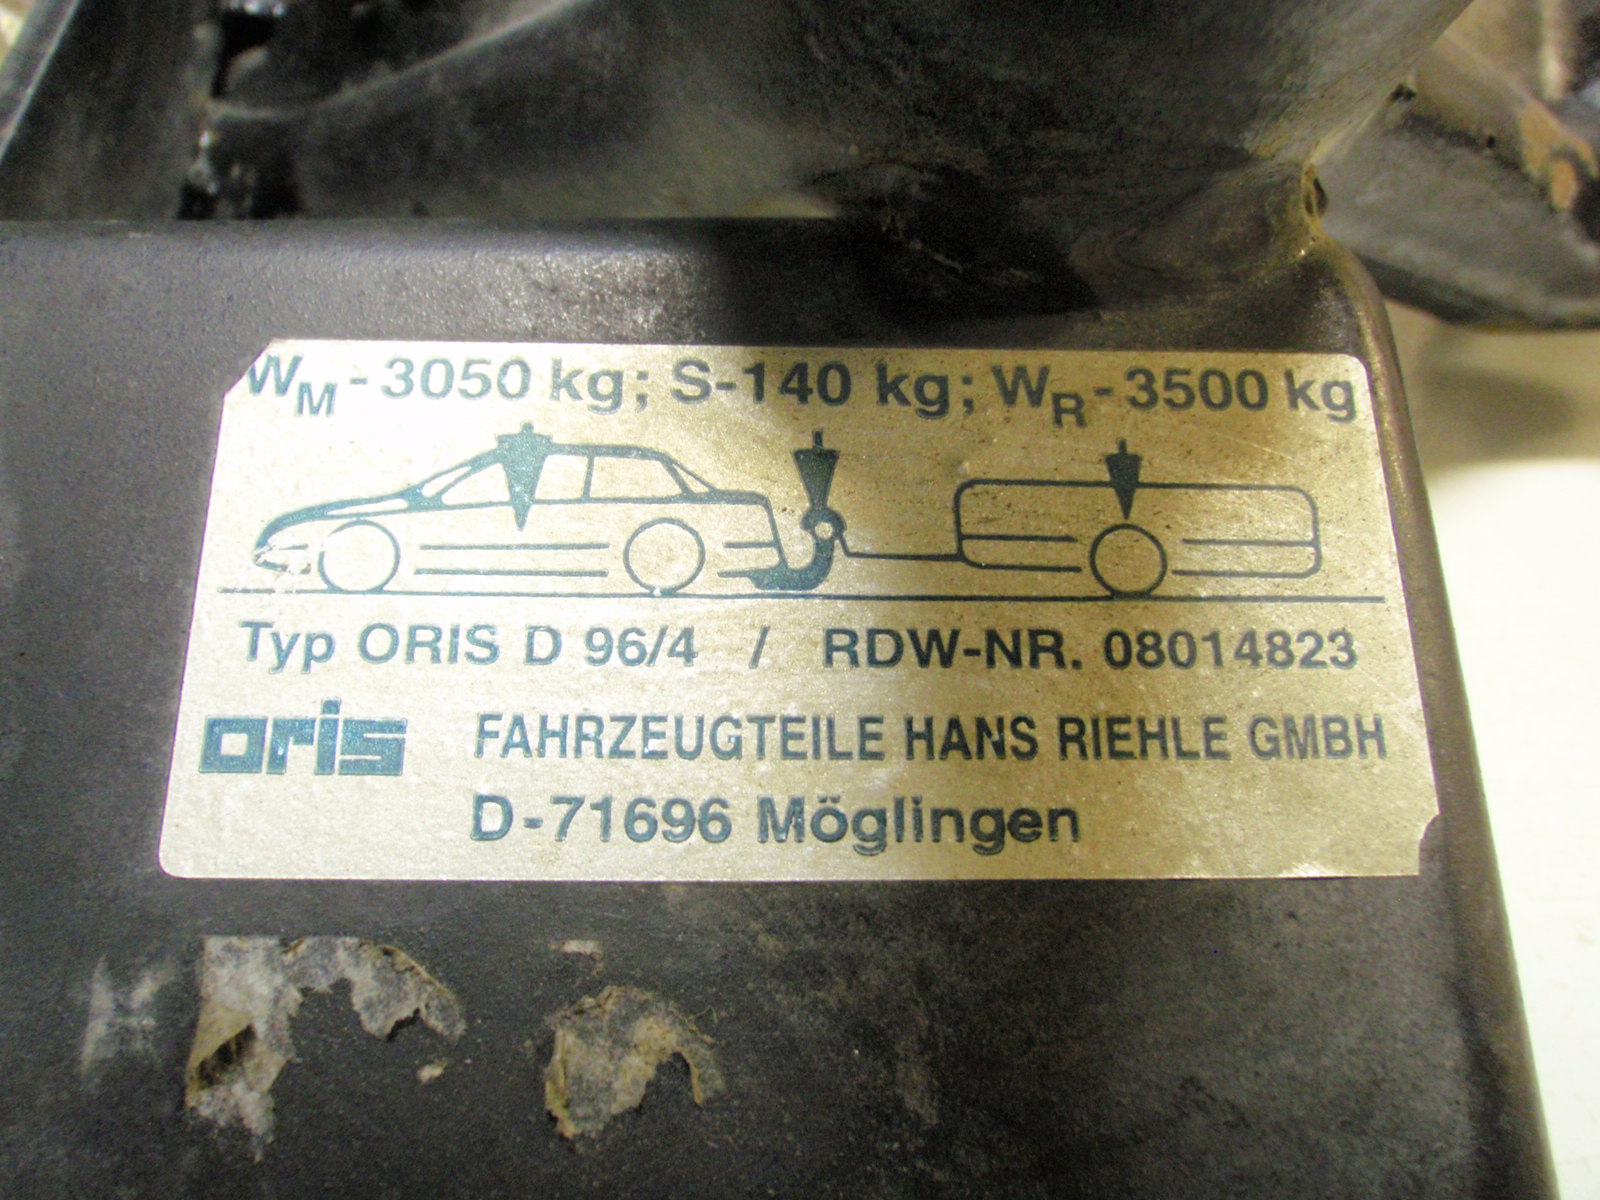 WM - 3050 kg; S-140 kg; WR - 3500 kg
Typ ORIS D 96/4 / RDW-NR. 08014823
oris FAHRZEUGTEILE HANS RIEHLE GMBH
D-71696 Möglingen